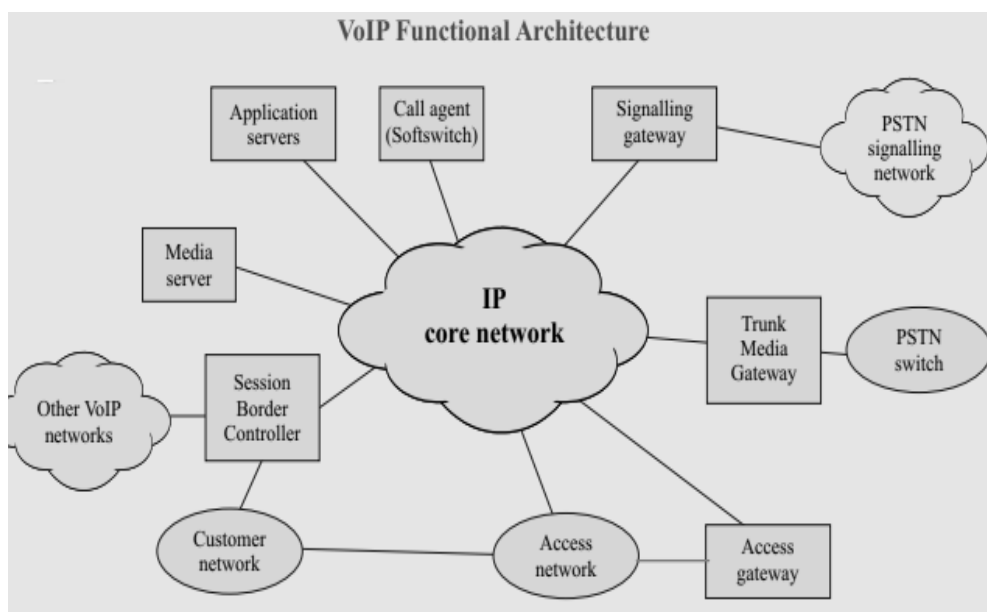 VoIP Functional Architecture
Application
servers
Call agent
(Softswitch)
Signalling
gateway
PSTN
signalling
network
Media
server
IP
core network
Trunk
Media
Gateway
PSTN
switch
Other VoIP
networks
Session
Border
Controller
Customer
network
Access
network
Access
gateway